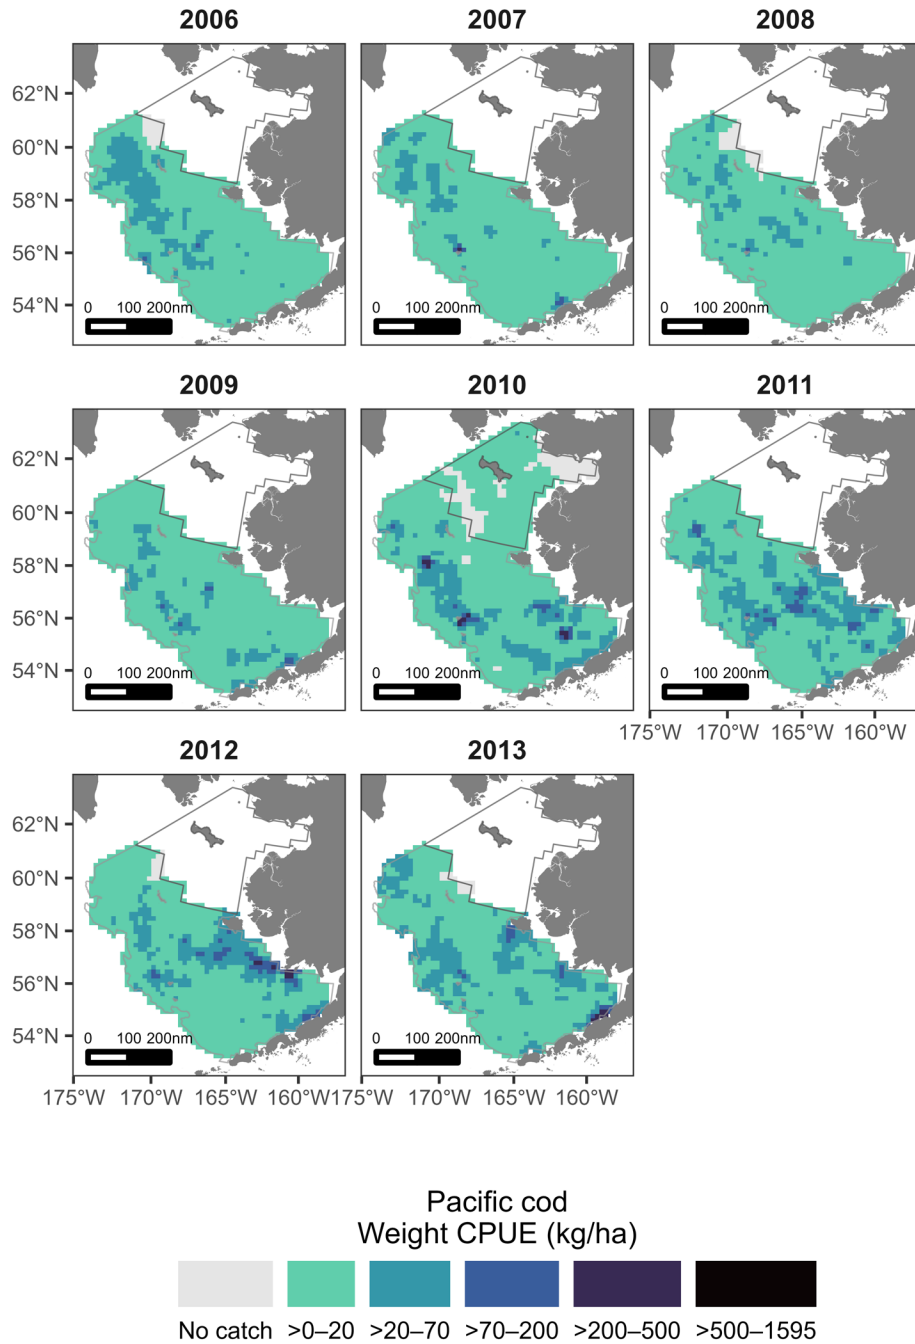 2006 2007 2008
62°N
60°N
58°N
56°N
54°N
0 100 200nm 0 100 200nm 0 100 200nm
2009 2010 2011
62°N
60°N
58°N
56°N
54°N
0 100 200nm 0 100 200nm 0 100 200nm
175°W 170°W 165°W 160°W
2012 2013
62°N
60°N
58°N
56°N
54°N
0 100 200nm 0 100 200nm
175°W 170°W 165°W 160°W 175°W 170°W 165°W 160°W
Pacific cod
Weight CPUE (kg/ha)
No catch >0–20 >20–70 >70–200 >200–500 >500–1595